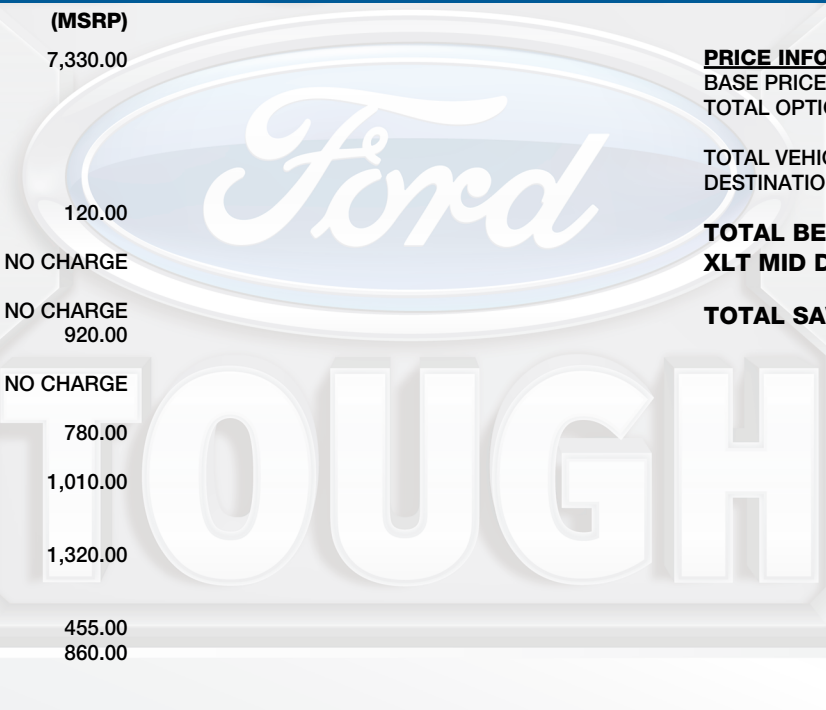 (MSRP)
7,330.00
120.00
NO CHARGE
NO CHARGE
920.00
NO CHARGE
780.00
1,010.00
1,320.00
455.00
860.00
PRICE INFO
BASE PRICE
TOTAL OPTIO
TOTAL VEHIC
DESTINATIO
TOTAL BE
XLT MID D
TOTAL SA
Ford
TOUGH